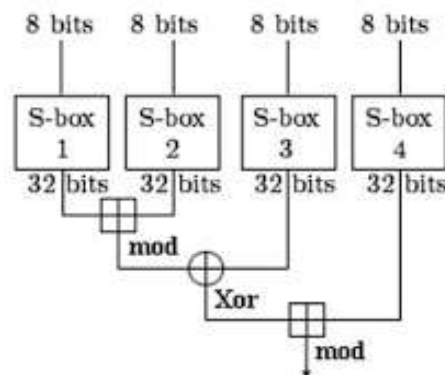 8 bits 8 bits 8 bits 8 bits
S-box S-box S-box S-box
1 2 3 4
32 bits 32 bits 32 bits 32 bits
mod
Xor
mod